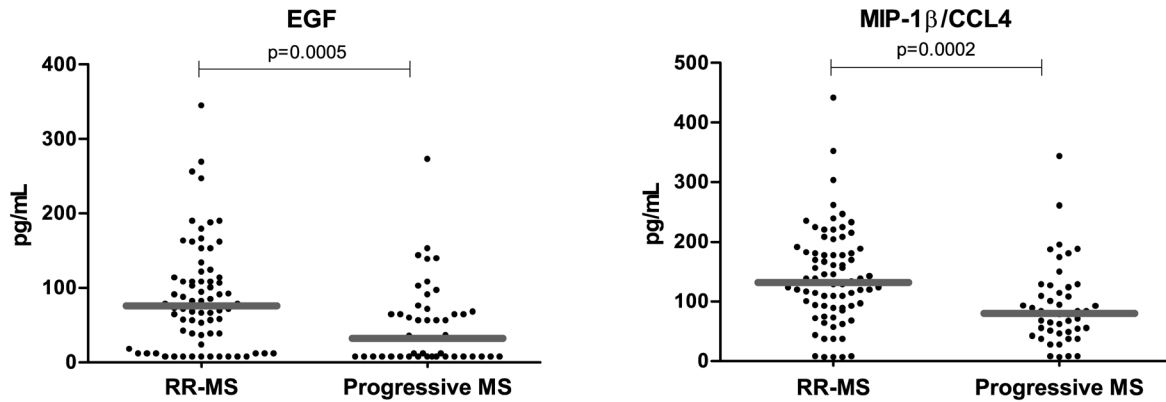 EGF
p=0.0005
400
300
200
100
0
pg/mL
RR-MS
Progressive MS
MIP-1β/CCL4
p=0.0002
500
400
300
200
100
0
pg/mL
RR-MS
Progressive MS